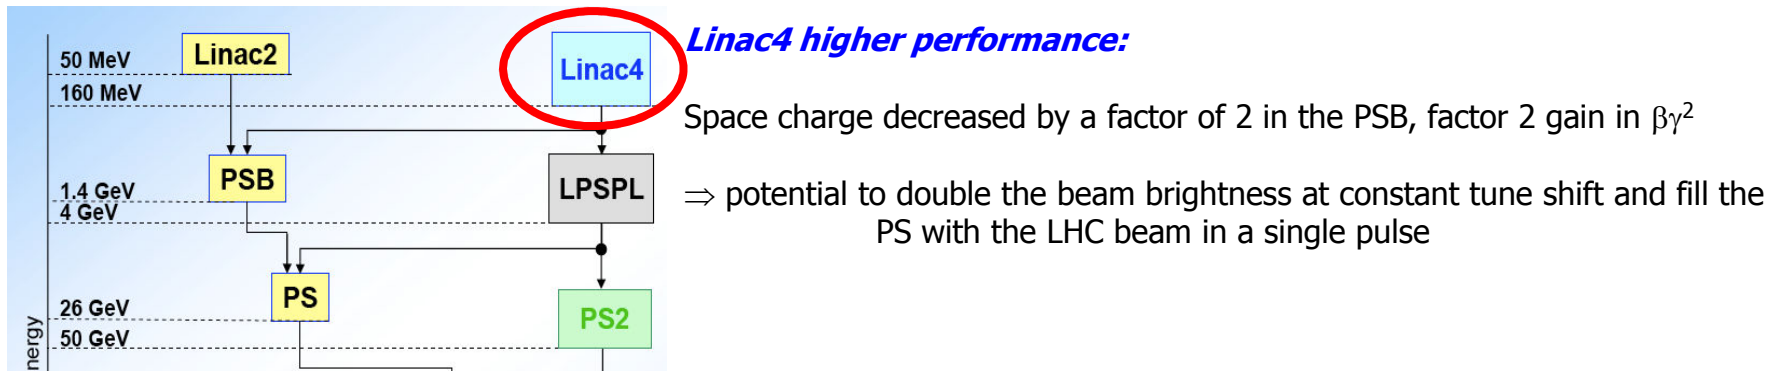 Linac4 higher performance:
50 MeV
Linac2
Linac4
160 MeV
Space charge decreased by a factor of 2 in the PSB, factor 2 gain in βγ²
PSB
LPSPL
1.4 GeV
4 GeV
⇒ potential to double the beam brightness at constant tune shift and fill the
PS with the LHC beam in a single pulse
PS
26 GeV
PS2
50 GeV